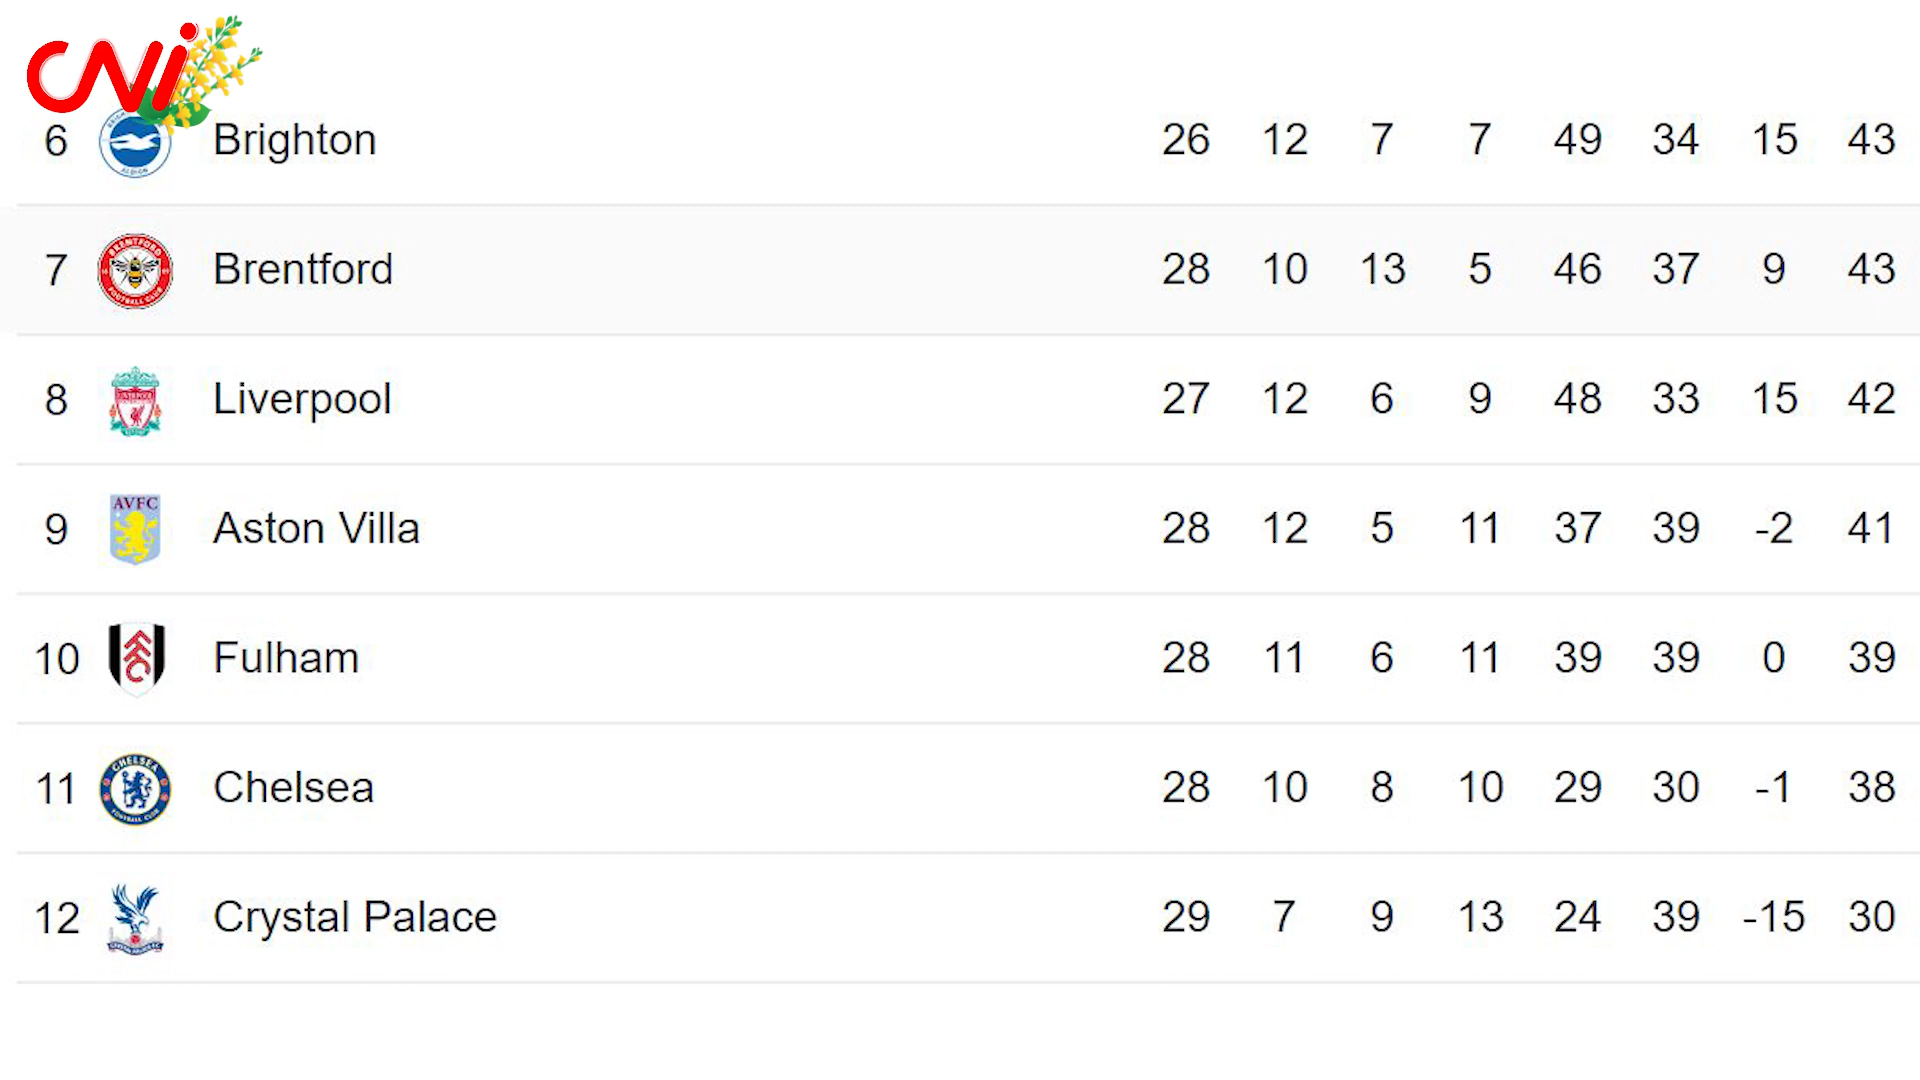 CNi
6 Brighton 26 12 7 7 49 34 15 43
7 Brentford 28 10 13 5 46 37 9 43
8 Liverpool 27 12 6 9 48 33 15 42
9 AVFC Aston Villa 28 12 5 11 37 39 -2 41
10 FFC Fulham 28 11 6 11 39 39 0 39
11 Chelsea 28 10 8 10 29 30 -1 38
12 Crystal Palace 29 7 9 13 24 39 -15 30